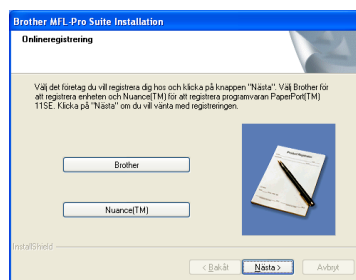 Brother MFL-Pro Suite Installation
Onlineregistrering
Välj det företag du vill registrera dig hos och klicka på knappen "Nästa". Välj Brother för
att registrera enheten och Nuance(TM) för att registrera programvaran PaperPort(TM)
11SE. Klicka på "Nästa" om du vill vänta med registreringen.
Product Registration
Brother
Nuance(TM)
InstallShield
< Bakåt Nästa > Avbryt